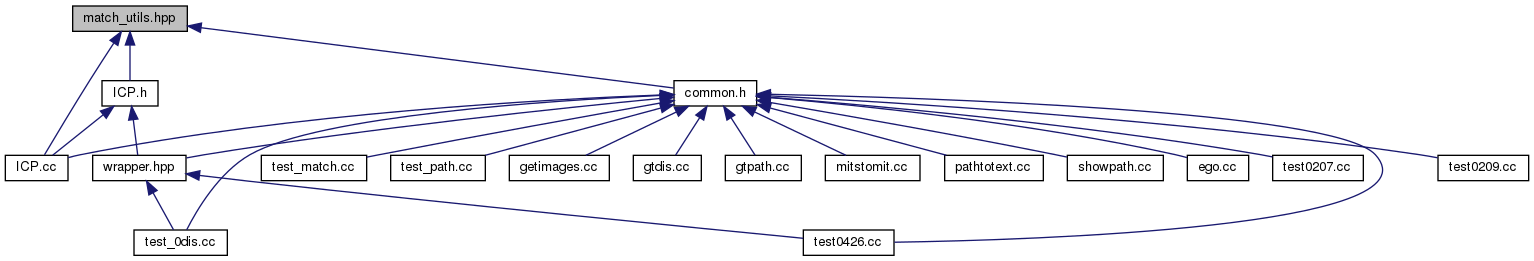 match_utils.hpp
ICP.h
common.h
ICP.cc
wrapper.hpp
test_match.cc
test_path.cc
getimages.cc
gtdis.cc
gtpath.cc
mitstomit.cc
pathtotext.cc
showpath.cc
ego.cc
test0207.cc
test0209.cc
test_0dis.cc
test0426.cc